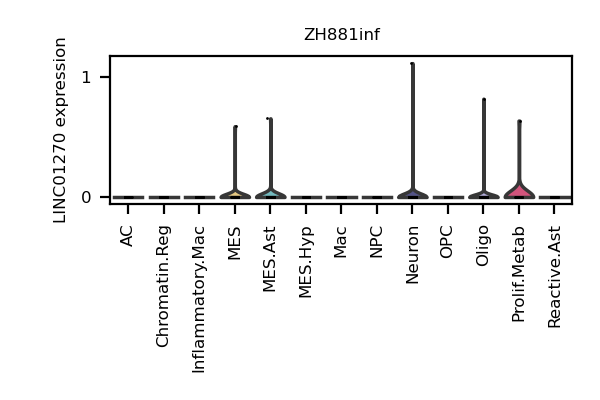 ZH881inf
LINC01270 expression
1
0
AC
Chromatin.Reg
Inflammatory.Mac
MES
MES.Ast
MES.Hyp
Mac
NPC
Neuron
OPC
Oligo
Prolif.Metab
Reactive.Ast